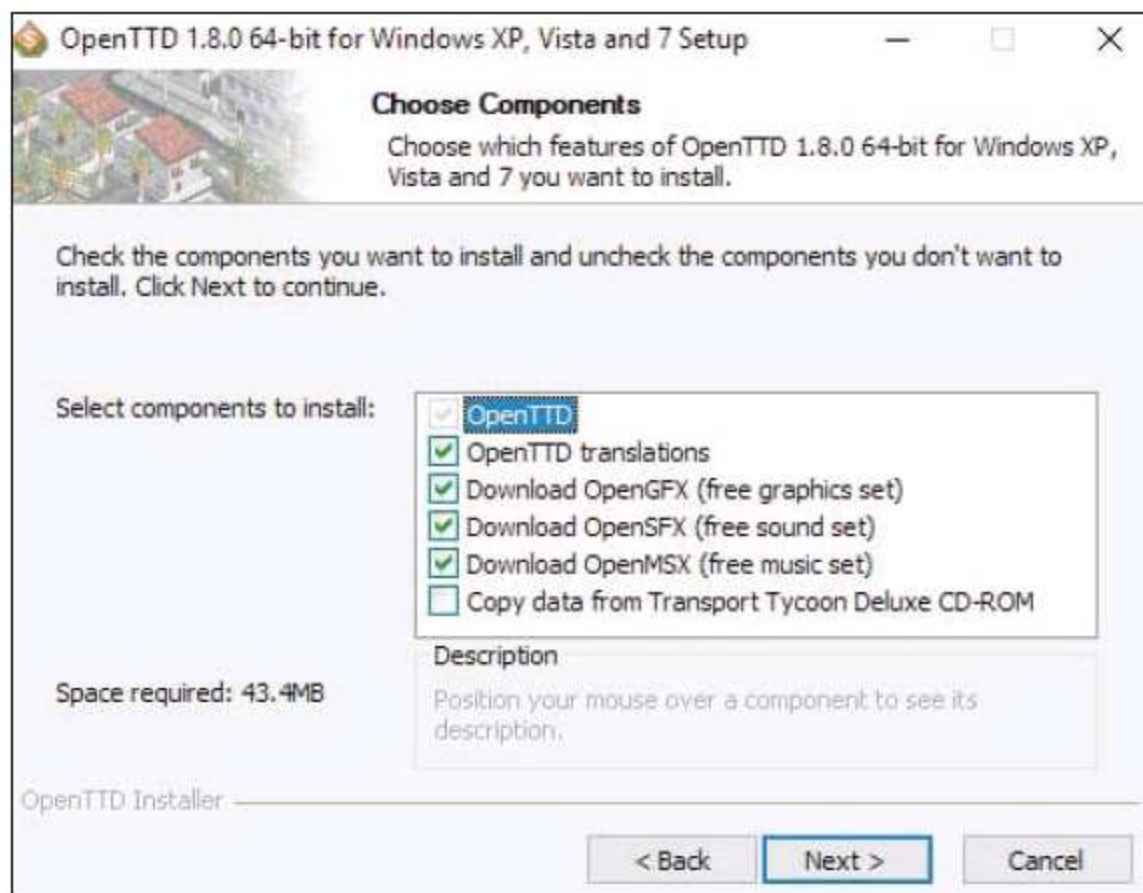 OpenTTD 1.8.0 64-bit for Windows XP, Vista and 7 Setup
Choose Components
Choose which features of OpenTTD 1.8.0 64-bit for Windows XP,
Vista and 7 you want to install.
Check the components you want to install and uncheck the components you don't want to
install. Click Next to continue.
Select components to install:
OpenTTD
OpenTTD translations
Download OpenGFX (free graphics set)
Download OpenSFX (free sound set)
Download OpenMSX (free music set)
Copy data from Transport Tycoon Deluxe CD-ROM
Space required: 43.4MB
Description
Position your mouse over a component to see its
description.
OpenTTD Installer
< Back Next > Cancel